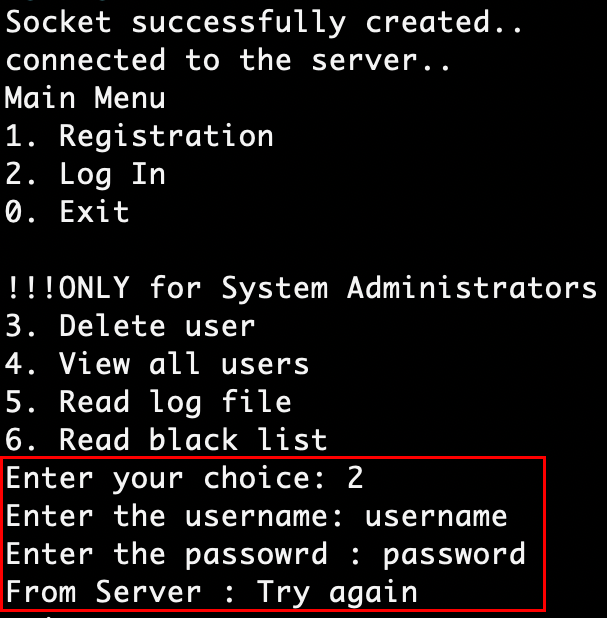 Socket successfully created..
connected to the server..
Main Menu
1. Registration
2. Log In
0. Exit
!!!ONLY for System Administrators
3. Delete user
4. View all users
5. Read log file
6. Read black list
Enter your choice: 2
Enter the username: username
Enter the passowrd : password
From Server : Try again